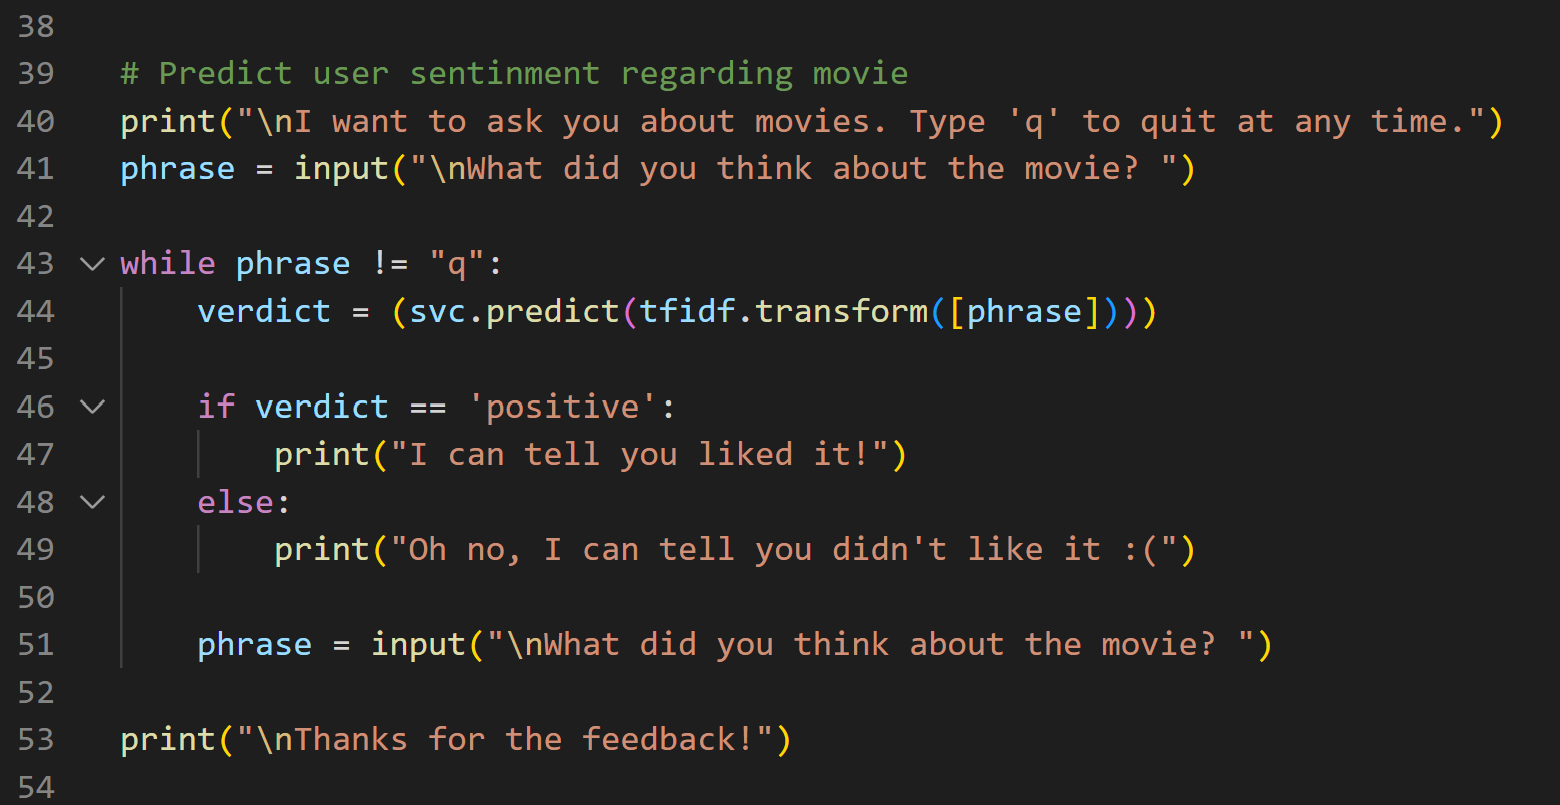 38
39 # Predict user sentinment regarding movie
40 print("\nI want to ask you about movies. Type 'q' to quit at any time.")
41 phrase = input("\nWhat did you think about the movie? ")
42
43 while phrase != "q":
44     verdict = (svc.predict(tfidf.transform([phrase])))
45
46     if verdict == 'positive':
47         print("I can tell you liked it!")
48     else:
49         print("Oh no, I can tell you didn't like it :(")
50
51     phrase = input("\nWhat did you think about the movie? ")
52
53 print("\nThanks for the feedback!")
54